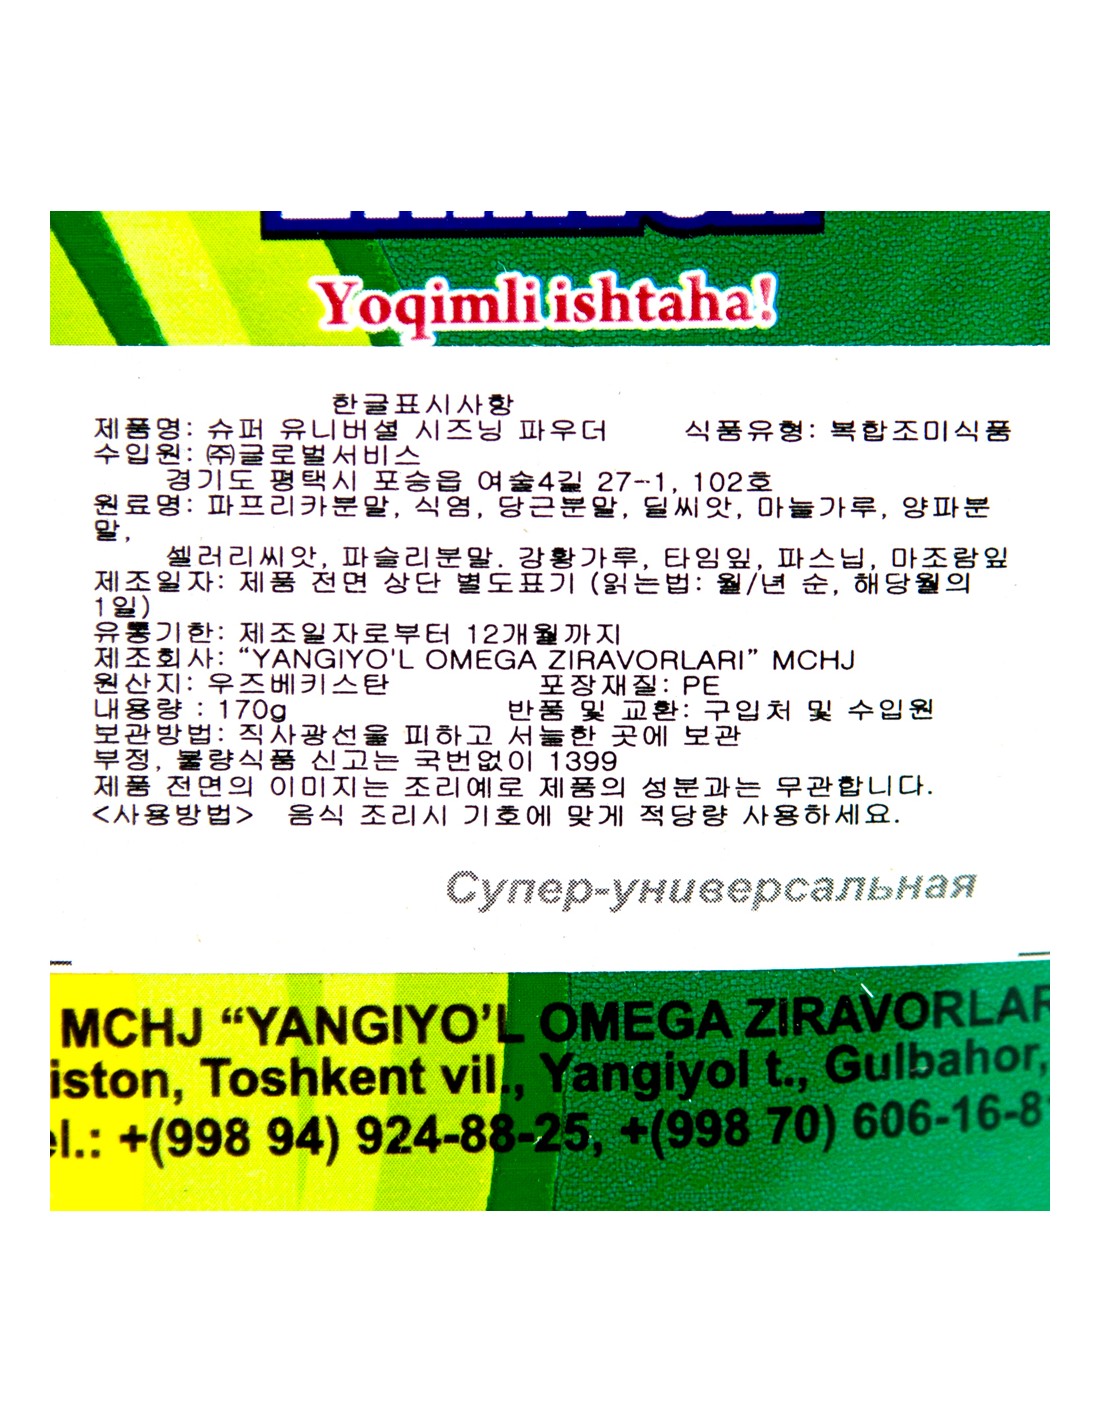 Yoqimli ishtaha!
한글표시사항
제품명: 슈퍼 유니버셜 시즈닝 파우더 식품유형: 복합조미식품
수입원: ㈜글로벌서비스
경기도 평택시 포승읍 여술4길 27-1, 102호
원료명: 파프리카분말, 식염, 당근분말, 딜씨앗, 마늘가루, 양파분
말,
셀러리씨앗, 파슬리분말. 강황가루, 타임잎, 파스닙, 마조람잎
제조일자: 제품 전면 상단 별도표기 (읽는법: 월/년 순, 해당월의
1일)
유통기한: 제조일자로부터 12개월까지
제조회사: “YANGIYO'L OMEGA ZIRAVORLARI” MCHJ
원산지: 우즈베키스탄 포장재질: PE
내용량 : 170g 반품 및 교환: 구입처 및 수입원
보관방법: 직사광선을 피하고 서늘한 곳에 보관
부정, 불량식품 신고는 국번없이 1399
제품 전면의 이미지는 조리예로 제품의 성분과는 무관합니다.
<사용방법> 음식 조리시 기호에 맞게 적당량 사용하세요.
Супер-универсальная
MCHJ “YANGIYO’L OMEGA ZIRAVORLAR
iston, Toshkent vil., Yangiyol t., Gulbahor,
el.: +(998 94) 924-88-25, +(998 70) 606-16-8